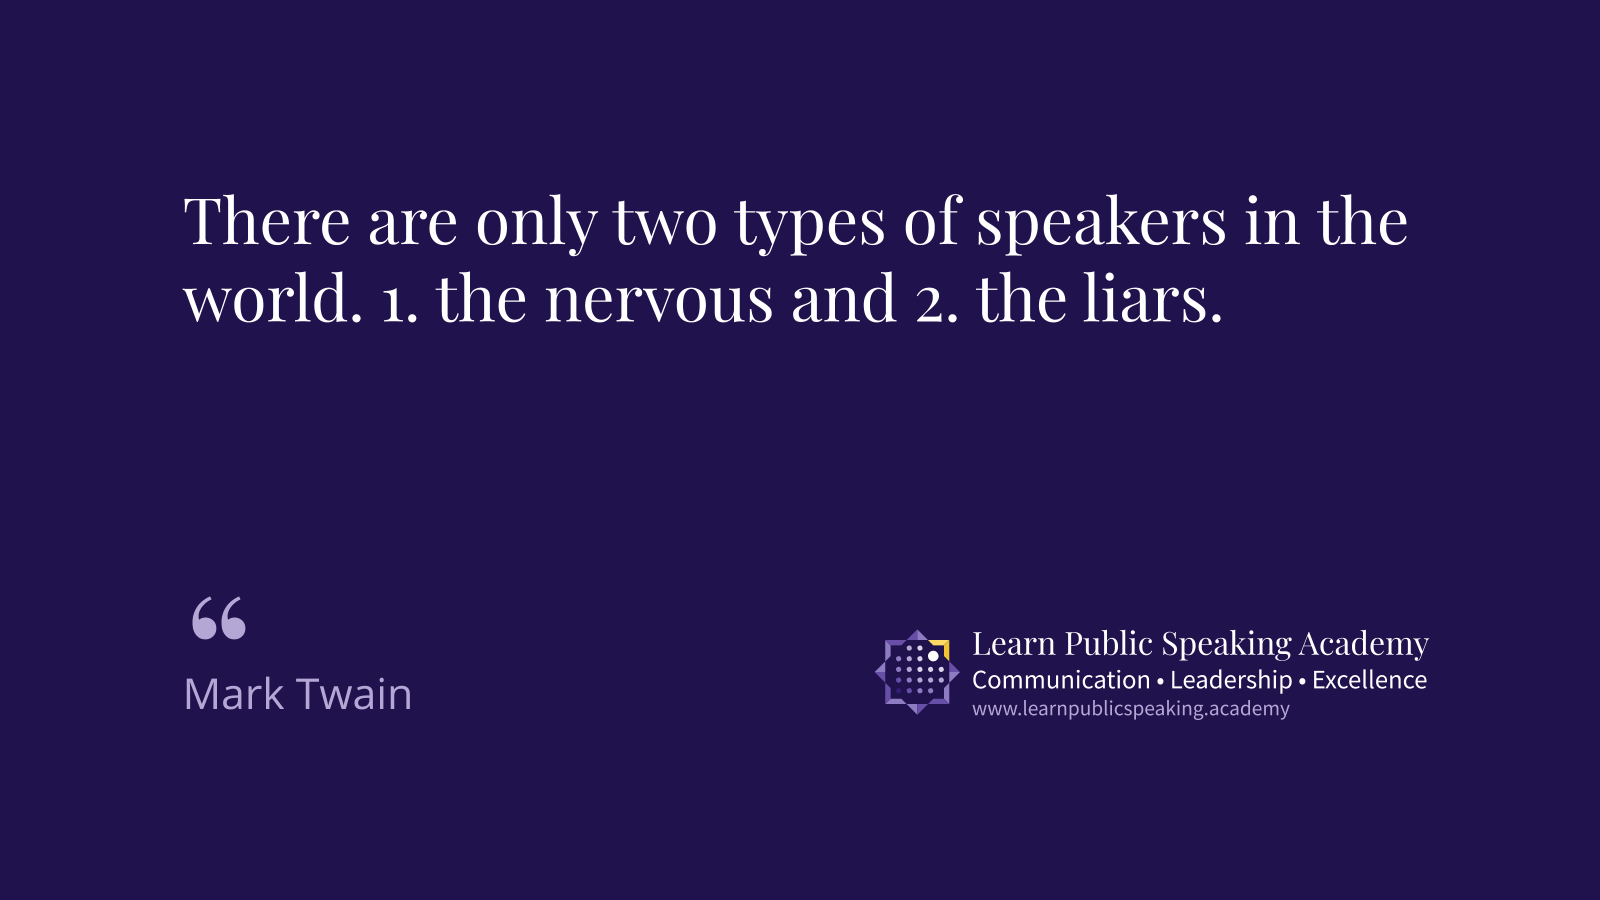 There are only two types of speakers in the
world. 1. the nervous and 2. the liars.
“
Mark Twain
Learn Public Speaking Academy
Communication • Leadership • Excellence
www.learnpublicspeaking.academy